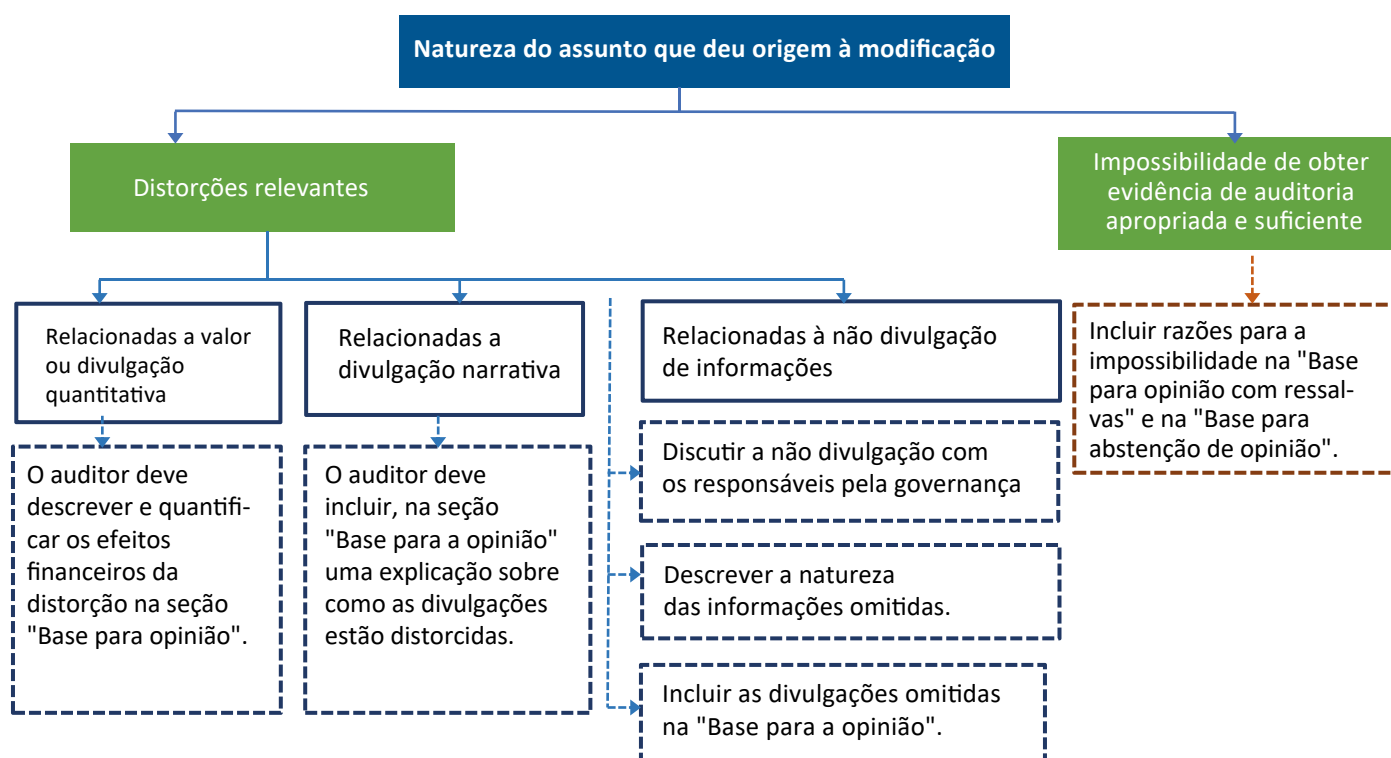 Natureza do assunto que deu origem à modificação
Distorções relevantes
Impossibilidade de obter
evidência de auditoria
apropriada e suficiente
Relacionadas a valor
ou divulgação
quantitativa
Relacionadas a
divulgação narrativa
Relacionadas à não divulgação
de informações
Incluir razões para a
impossibilidade na "Base
para opinião com ressal-
vas" e na "Base para
abstenção de opinião".
O auditor deve
descrever e quantifi-
car os efeitos
financeiros da
distorção na seção
"Base para opinião".
O auditor deve
incluir, na seção
"Base para a opinião"
uma explicação sobre
como as divulgações
estão distorcidas.
Discutir a não divulgação com
os responsáveis pela governança
Descrever a natureza
das informações omitidas.
Incluir as divulgações omitidas
na "Base para a opinião".